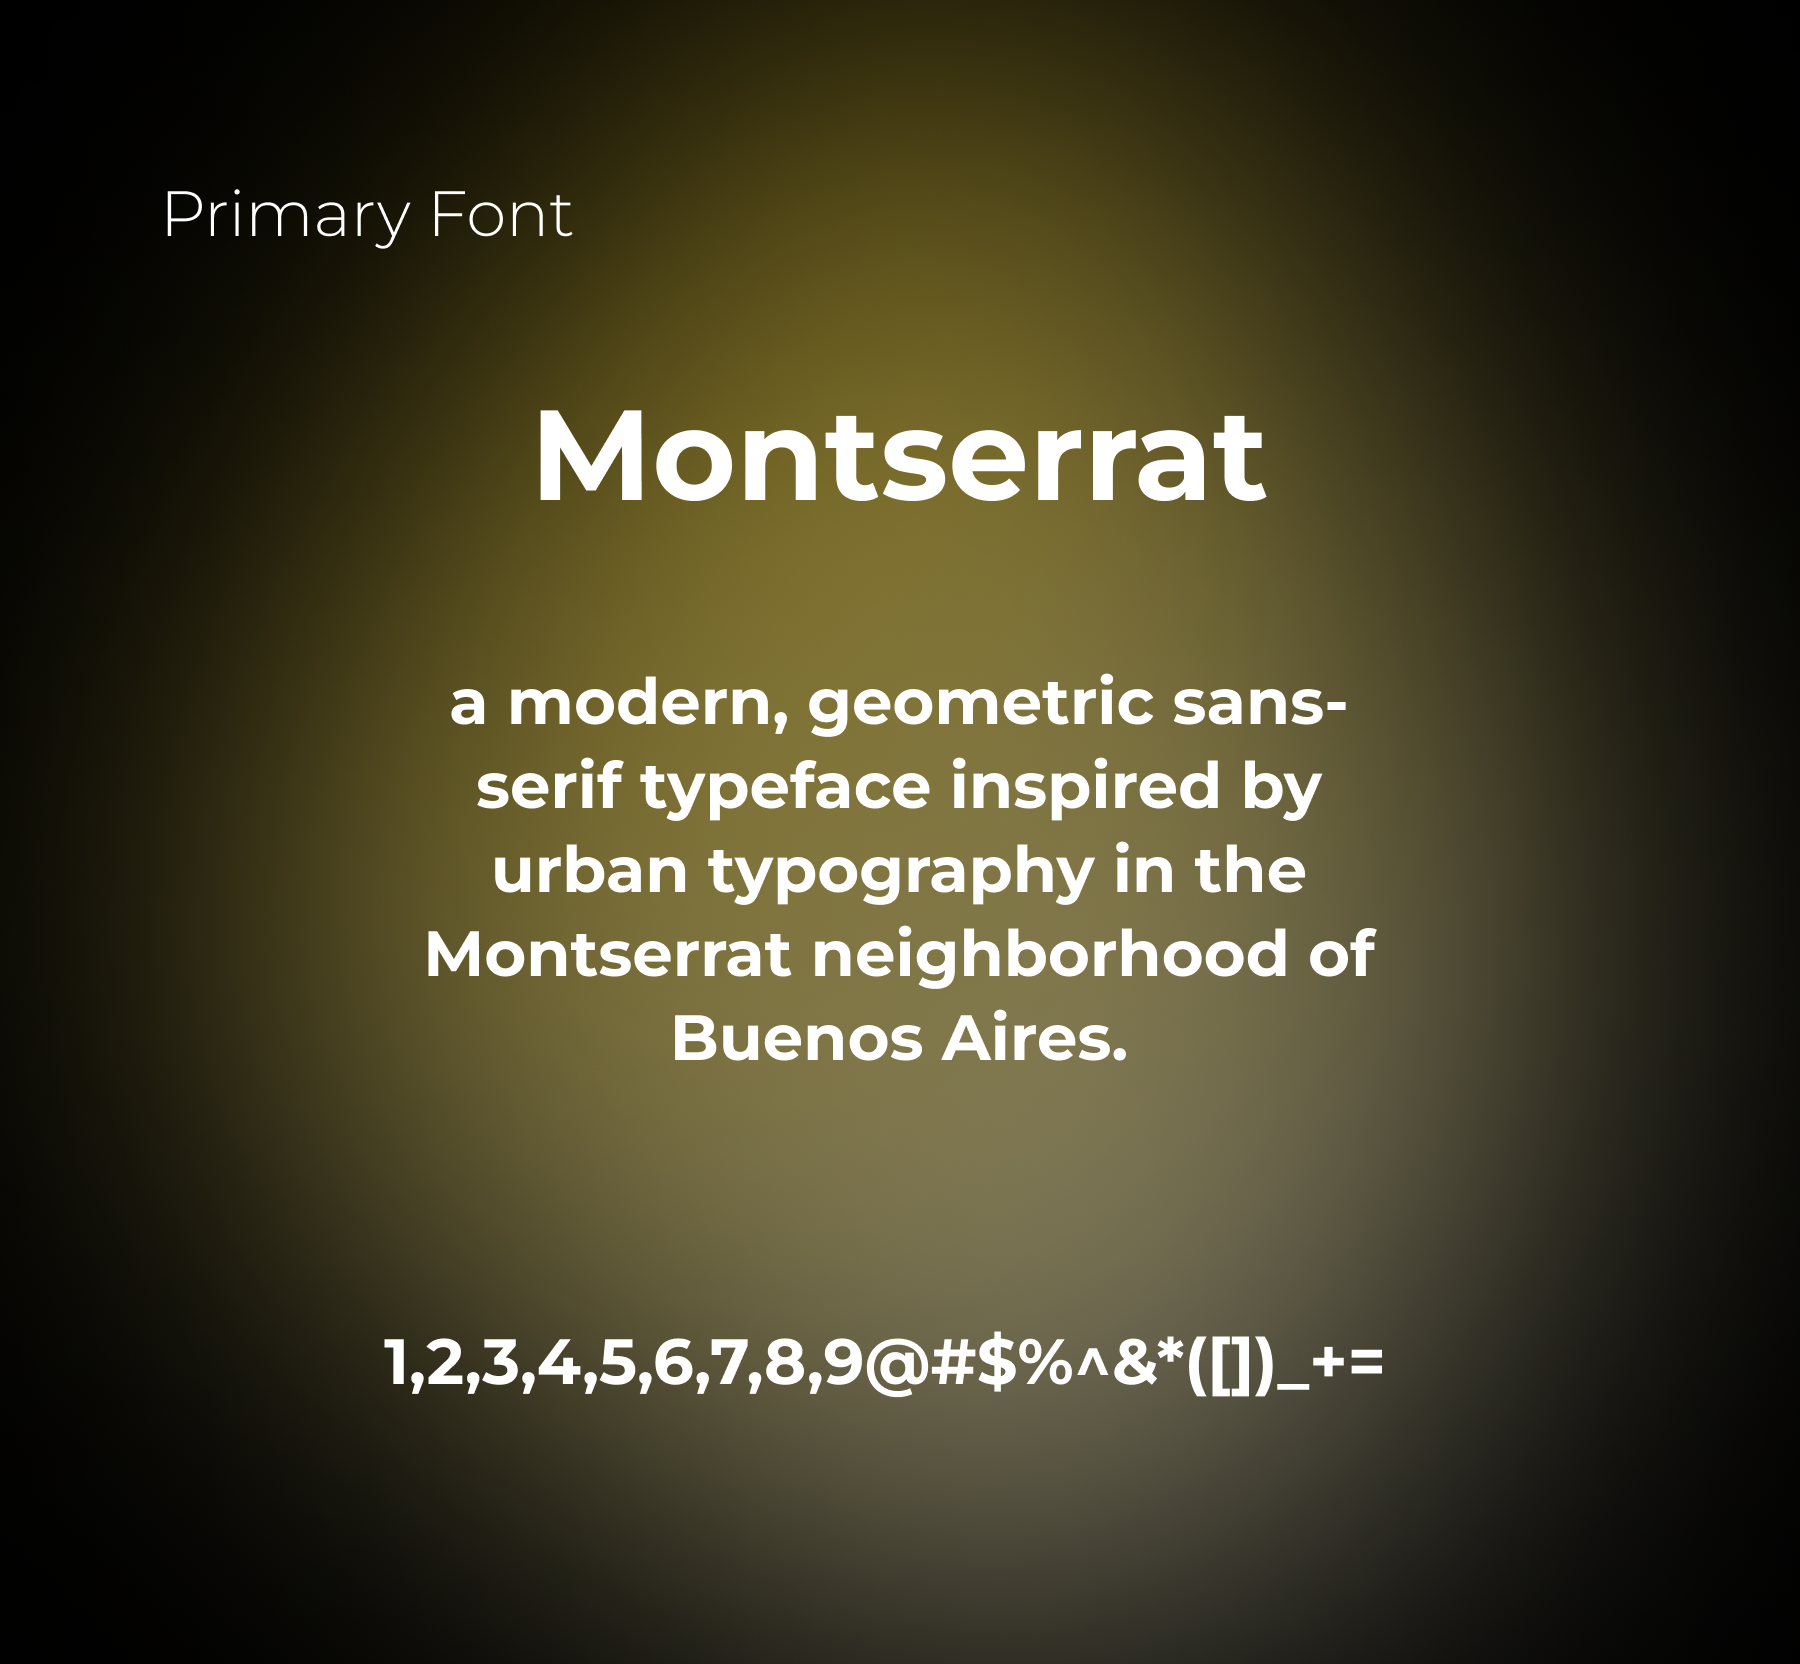 Primary Font
Montserrat
a modern, geometric sans-
serif typeface inspired by
urban typography in the
Montserrat neighborhood of
Buenos Aires.
1,2,3,4,5,6,7,8,9@#$%^&*([])_+=